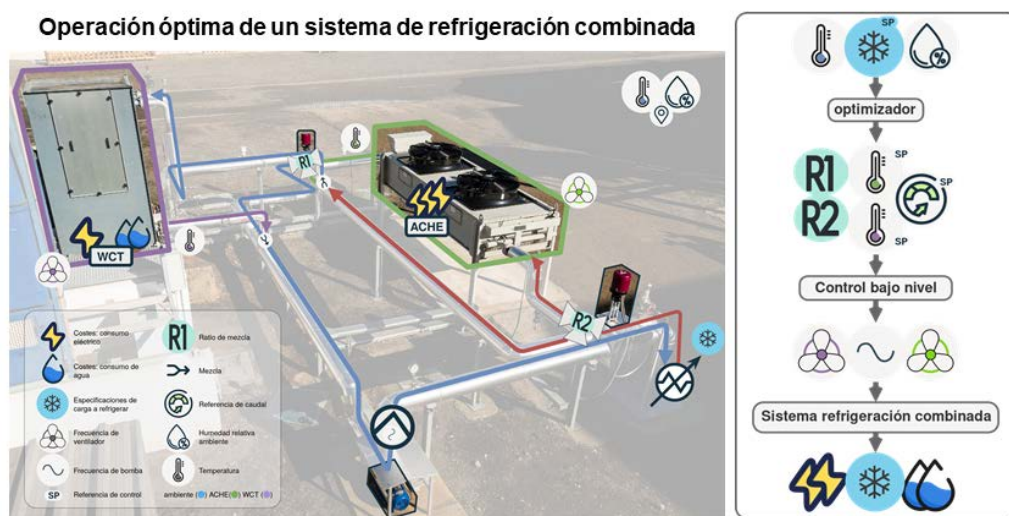 Operación óptima de un sistema de refrigeración combinada
R1
ACHE
WCT
R2
Costes: consumo
eléctrico
R1
Ratio de mezcla
Costes: consumo de
agua
Mezcla
Especificaciones de
carga a refrigerar
Referencia de caudal
Frecuencia de
ventilador
Humedad relativa
ambiente
Frecuencia de bomba
Temperatura
SP
Referencia de control
ambiente ( ) ACHE( ) WCT ( )
SP
%
optimizador
R1
R2
SP
SP
SP
Control bajo nivel
Sistema refrigeración combinada